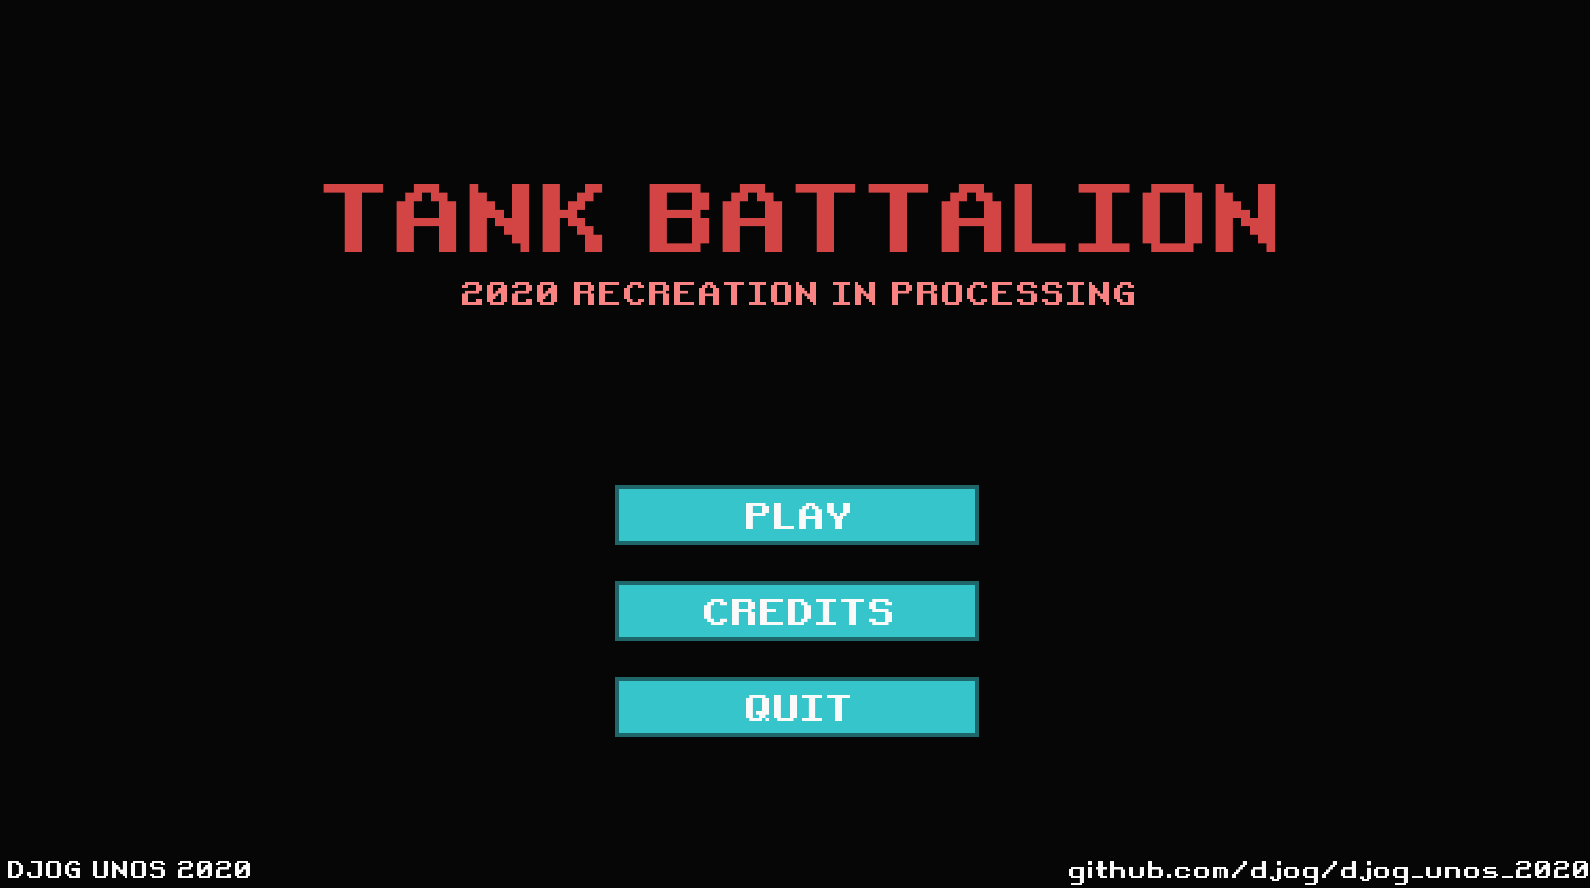 TANK BATTALION
2020 RECREATION IN PROCESSING
PLAY
CREDITS
QUIT
DJOG UNOS 2020
github.com/djog/djog_unos_2020